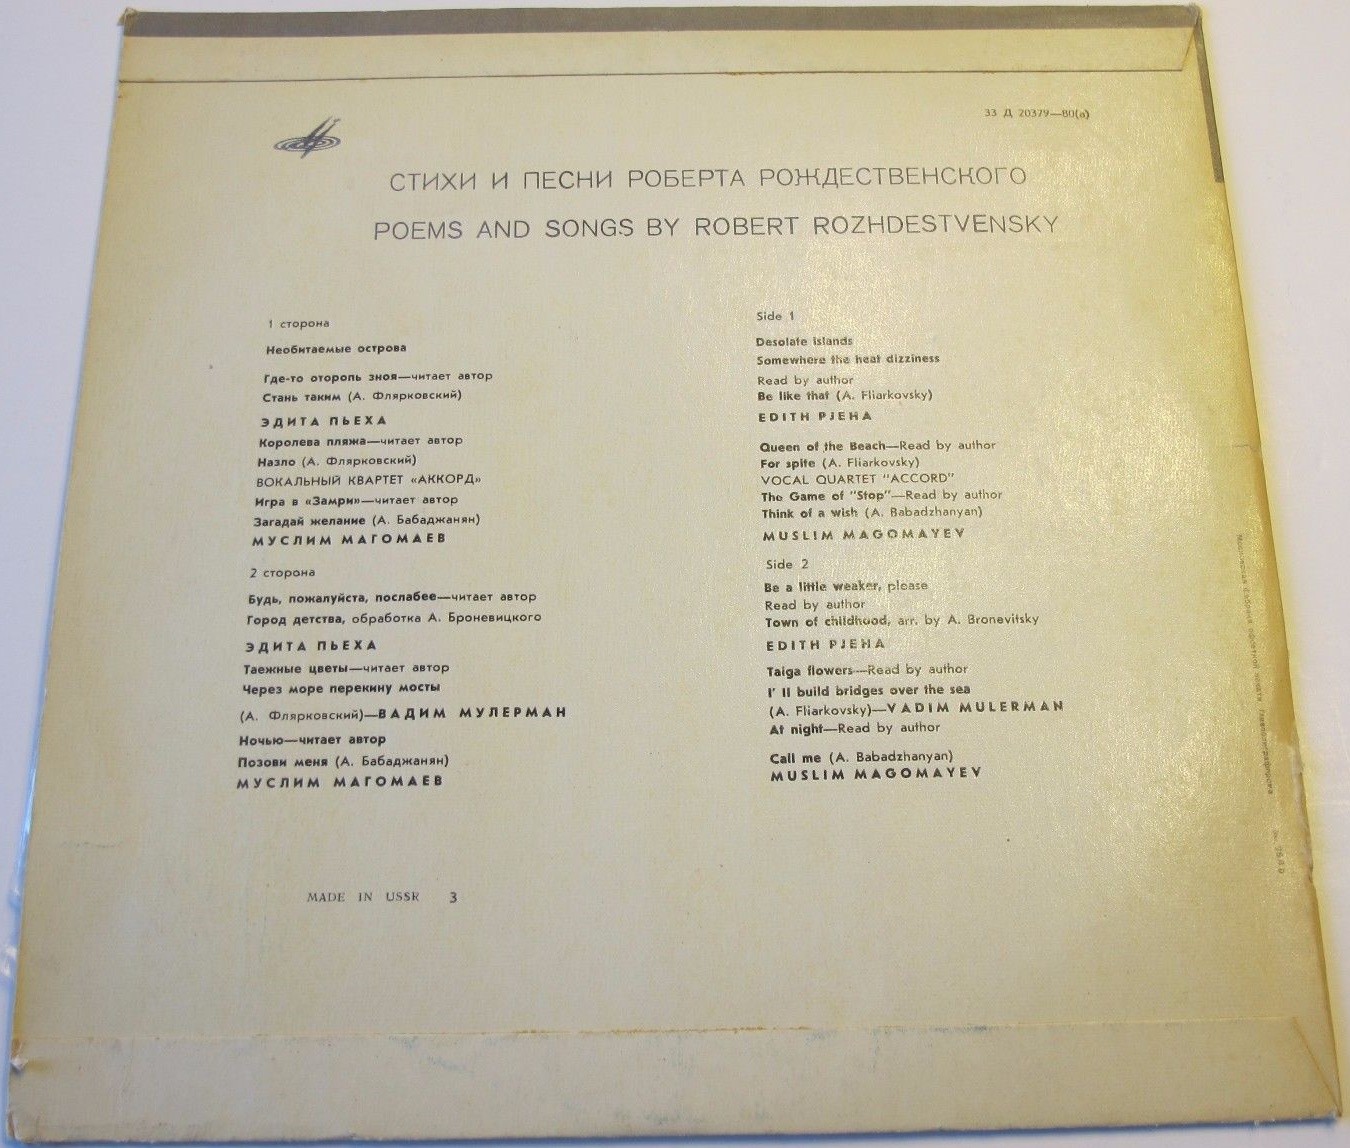 33 Д 20379—80(а)
СТИХИ И ПЕСНИ РОБЕРТА РОЖДЕСТВЕНСКОГО
POEMS AND SONGS BY ROBERT ROZHDESTVENSKY
1 сторона
Необитаемые острова
Где-то оторопь зноя—читает автор
Стань таким (А. Флярковский)
ЭДИТА ПЬЕХА
Королева пляжа—читает автор
Назло (А. Флярковский)
ВОКАЛЬНЫЙ КВАРТЕТ «АККОРД»
Игра в «Замри»—читает автор
Загадай желание (А. Бабаджанян)
МУСЛИМ МАГОМАЕВ
2 сторона
Будь, пожалуйста, послабее—читает автор
Город детства, обработка А. Броневицкого
ЭДИТА ПЬЕХА
Таежные цветы—читает автор
Через море перекину мосты
(А. Флярковский)—ВАДИМ МУЛЕРМАН
Ночью—читает автор
Позови меня (А. Бабаджанян)
МУСЛИМ МАГОМАЕВ
Side 1
Desolate islands
Somewhere the heat dizziness
Read by author
Be like that (A. Fliarkovsky)
EDITH PJEHA
Queen of the Beach—Read by author
For spite (A. Fliarkovsky)
VOCAL QUARTET "ACCORD"
The Game of "Stop"—Read by author
Think of a wish (A. Babadzhanyan)
MUSLIM MAGOMAYEV
Side 2
Be a little weaker, please
Read by author
Town of childhood, arr. by A. Bronevitsky
EDITH PJEHA
Taiga flowers—Read by author
I' ll build bridges over the sea
(A. Fliarkovsky)—VADIM MULERMAN
At night—Read by author
Call me (A. Babadzhanyan)
MUSLIM MAGOMAYEV
MADE IN USSR 3